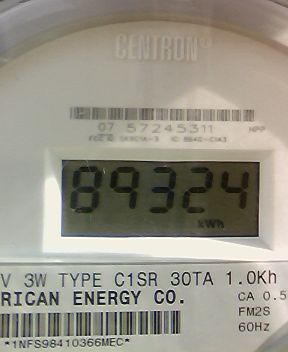 CENTRON®
07 57245311 NPP
89324
kWh
V 3W TYPE C1SR 30TA 1.0Kh
RICAN ENERGY CO.
CA 0.5
FM2S
60Hz
*1NFS98410366MEC*